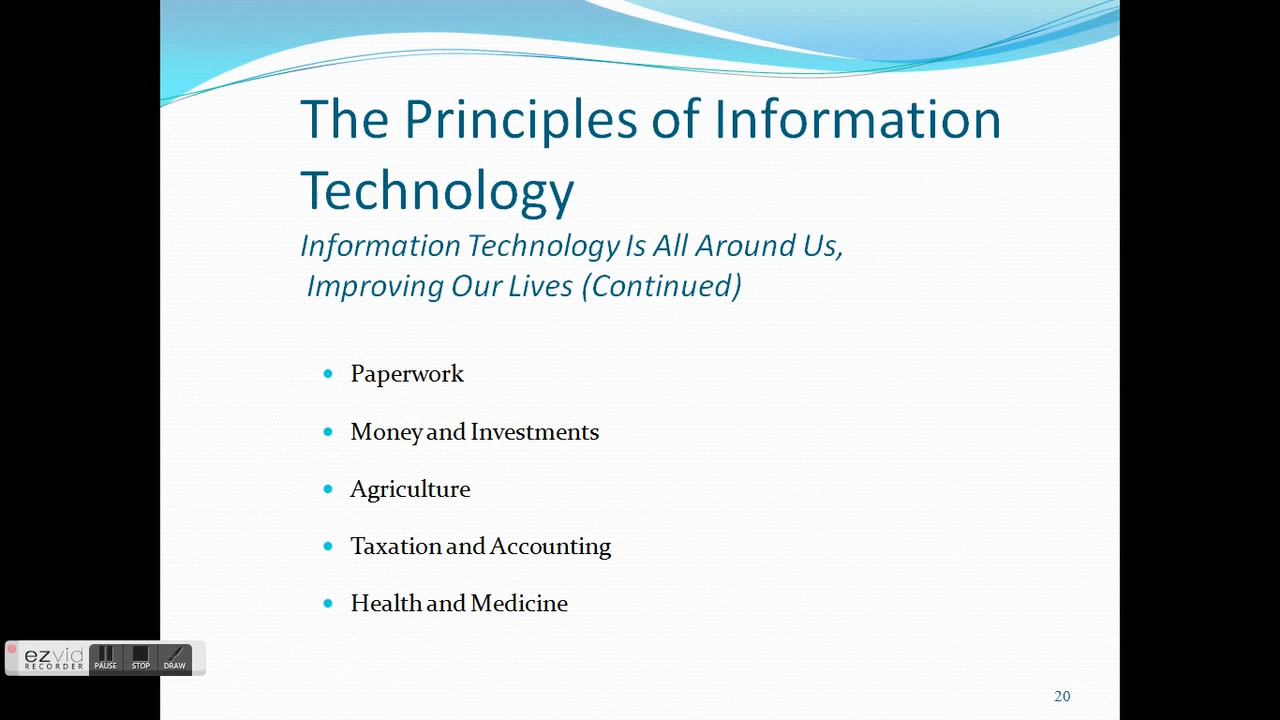 The Principles of Information
Technology
Information Technology Is All Around Us,
Improving Our Lives (Continued)
• Paperwork
• Money and Investments
• Agriculture
• Taxation and Accounting
• Health and Medicine
ezvid
RECORDER
PAUSE STOP DRAW
20